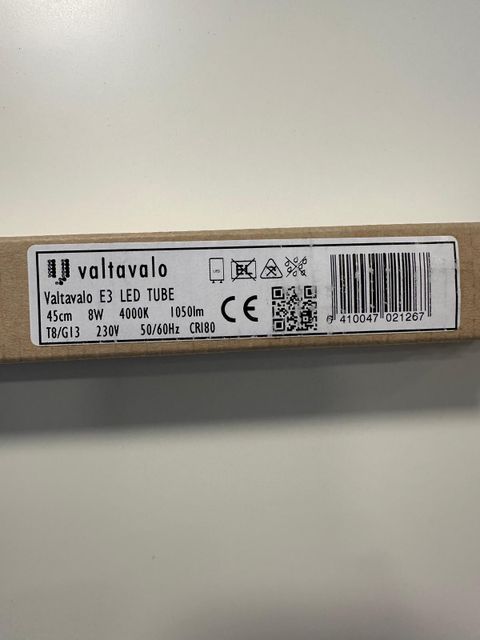 valtavalo
Valtavalo E3 LED TUBE
45cm 8W 4000K 1050lm
T8/G13 230V 50/60Hz CRI80
CE
6 410047 021267